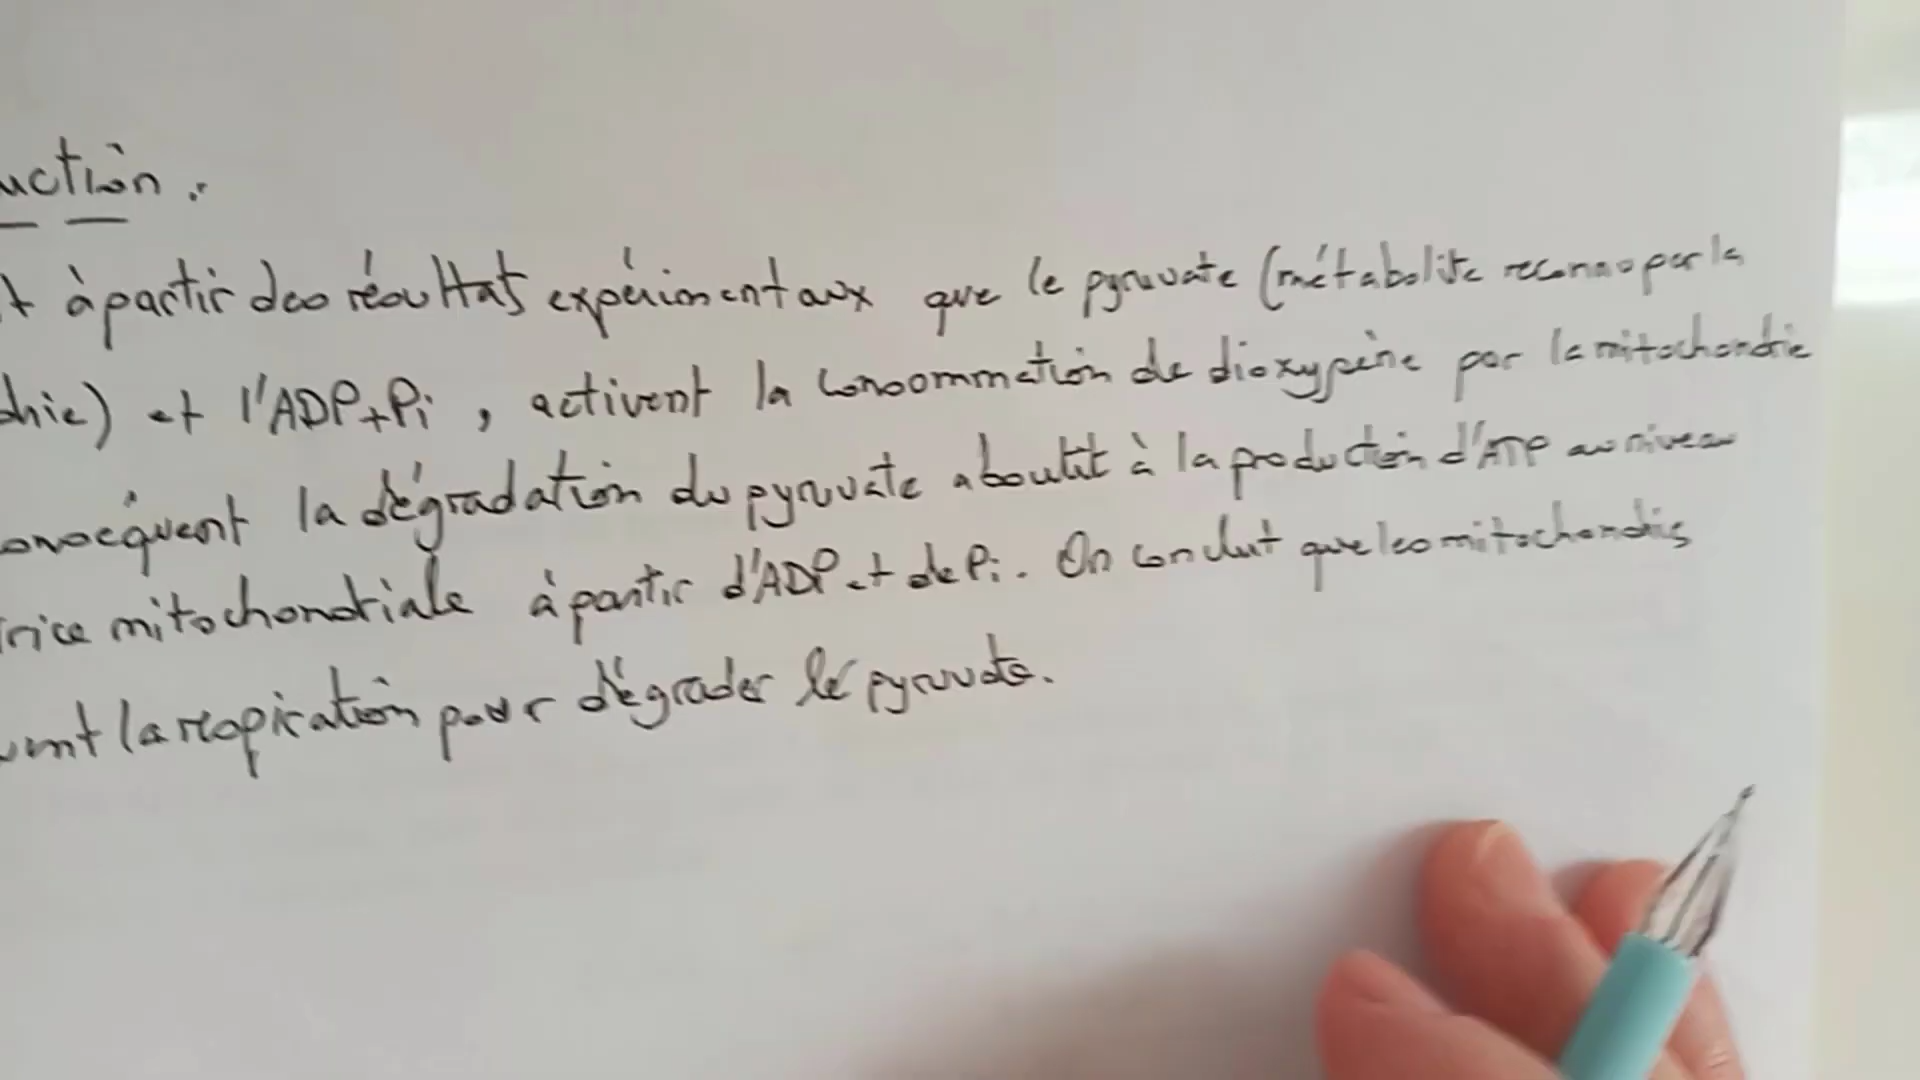 uction :
t à partir des résultats expérimentaux que le pyruvate (métabolite reconnu par la
drie) et l'ADP+Pi, activent la consommation de dioxygène par la mitochondrie
onséquent la dégradation du pyruvate aboutit à la production d'ATP au niveau
trice mitochondriale à partir d'ADP et de Pi. On conclut que les mitochondries
vent la respiration pour dégrader le pyruvate.